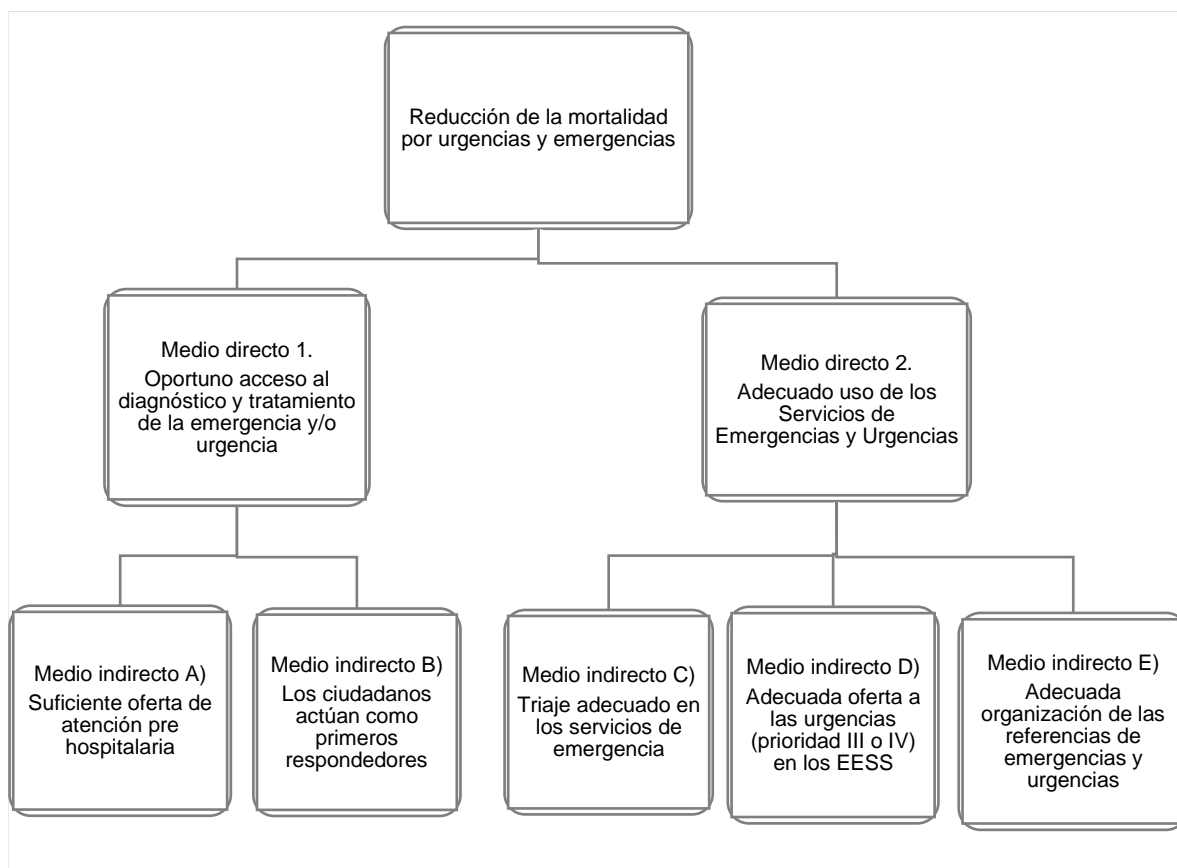 Reducción de la mortalidad
por urgencias y emergencias
Medio directo 1.
Oportuno acceso al
diagnóstico y tratamiento
de la emergencia y/o
urgencia
Medio directo 2.
Adecuado uso de los
Servicios de
Emergencias y Urgencias
Medio indirecto A)
Suficiente oferta de
atención pre
hospitalaria
Medio indirecto B)
Los ciudadanos
actúan como
primeros
respondedores
Medio indirecto C)
Triaje adecuado en
los servicios de
emergencia
Medio indirecto D)
Adecuada oferta a
las urgencias
(prioridad III o IV)
en los EESS
Medio indirecto E)
Adecuada
organización de las
referencias de
emergencias y
urgencias